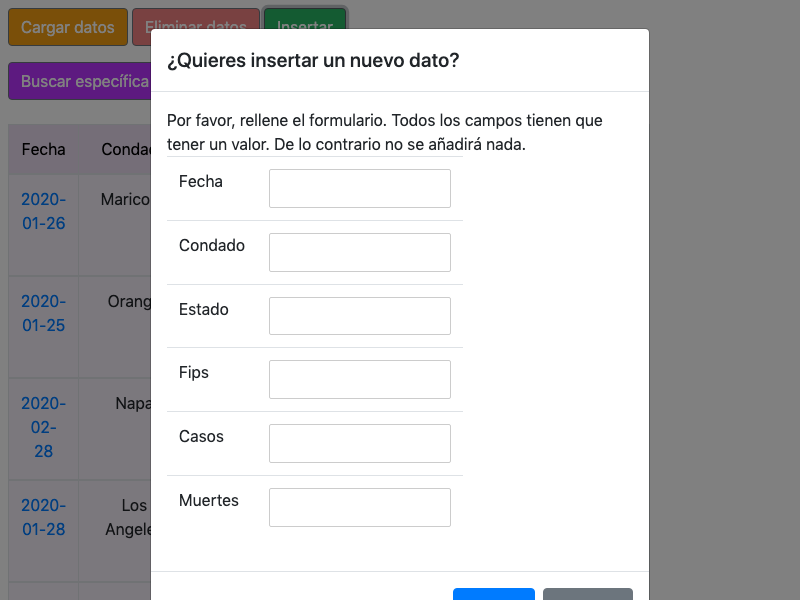 Cargar datos Eliminar datos Insertar
¿Quieres insertar un nuevo dato?
Buscar específica
Por favor, rellene el formulario. Todos los campos tienen que
tener un valor. De lo contrario no se añadirá nada.
Fecha
Condado
Estado
Fips
Casos
Muertes
Fecha Condad
2020-
01-26
Marico
2020-
01-25
Orang
2020-
02-
28
Napa
2020-
01-28
Los
Angele